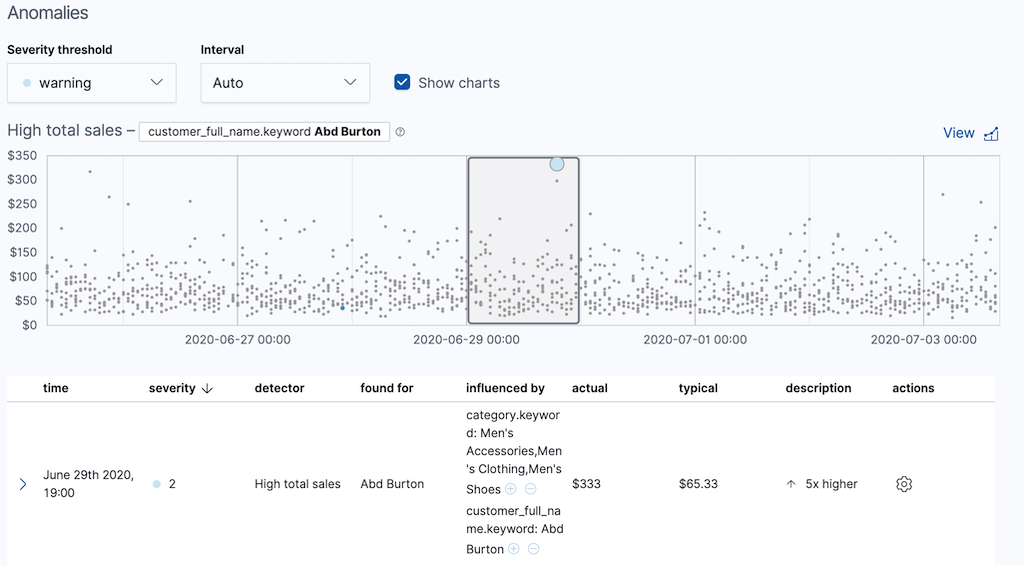 Anomalies
Severity threshold
Interval
warning
Auto
Show charts
High total sales – customer_full_name.keyword Abd Burton
View
$350
$300
$250
$200
$150
$100
$50
$0
2020-06-27 00:00
2020-06-29 00:00
2020-07-01 00:00
2020-07-03 00:00
time severity detector found for influenced by actual typical description actions
category.keywor
d: Men's
Accessories,Men
's Clothing,Men's
Shoes
customer_full_na
me.keyword: Abd
Burton
June 29th 2020,
19:00
2
High total sales
Abd Burton
$333
$65.33
5x higher